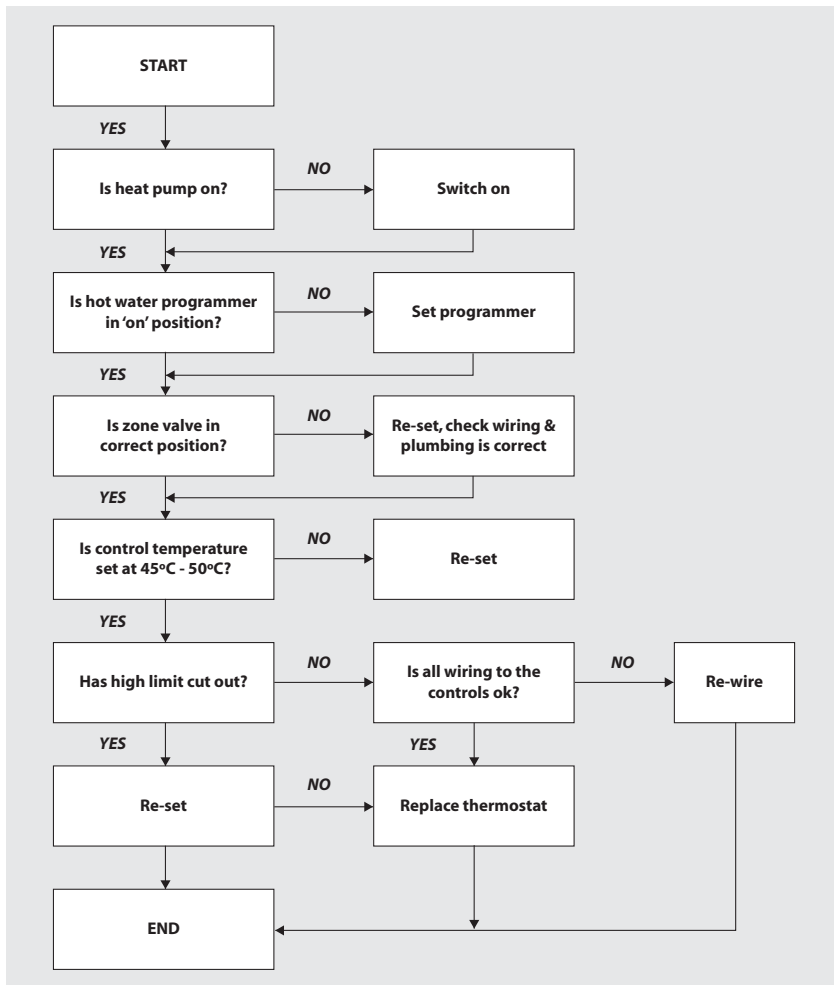 START
YES
Is heat pump on?
NO
Switch on
YES
Is hot water programmer
in ‘on’ position?
NO
Set programmer
YES
Is zone valve in
correct position?
NO
Re-set, check wiring &
plumbing is correct
YES
Is control temperature
set at 45ºC - 50ºC?
NO
Re-set
YES
Has high limit cut out?
NO
Is all wiring to the
controls ok?
NO
Re-wire
YES
YES
Re-set
NO
Replace thermostat
END